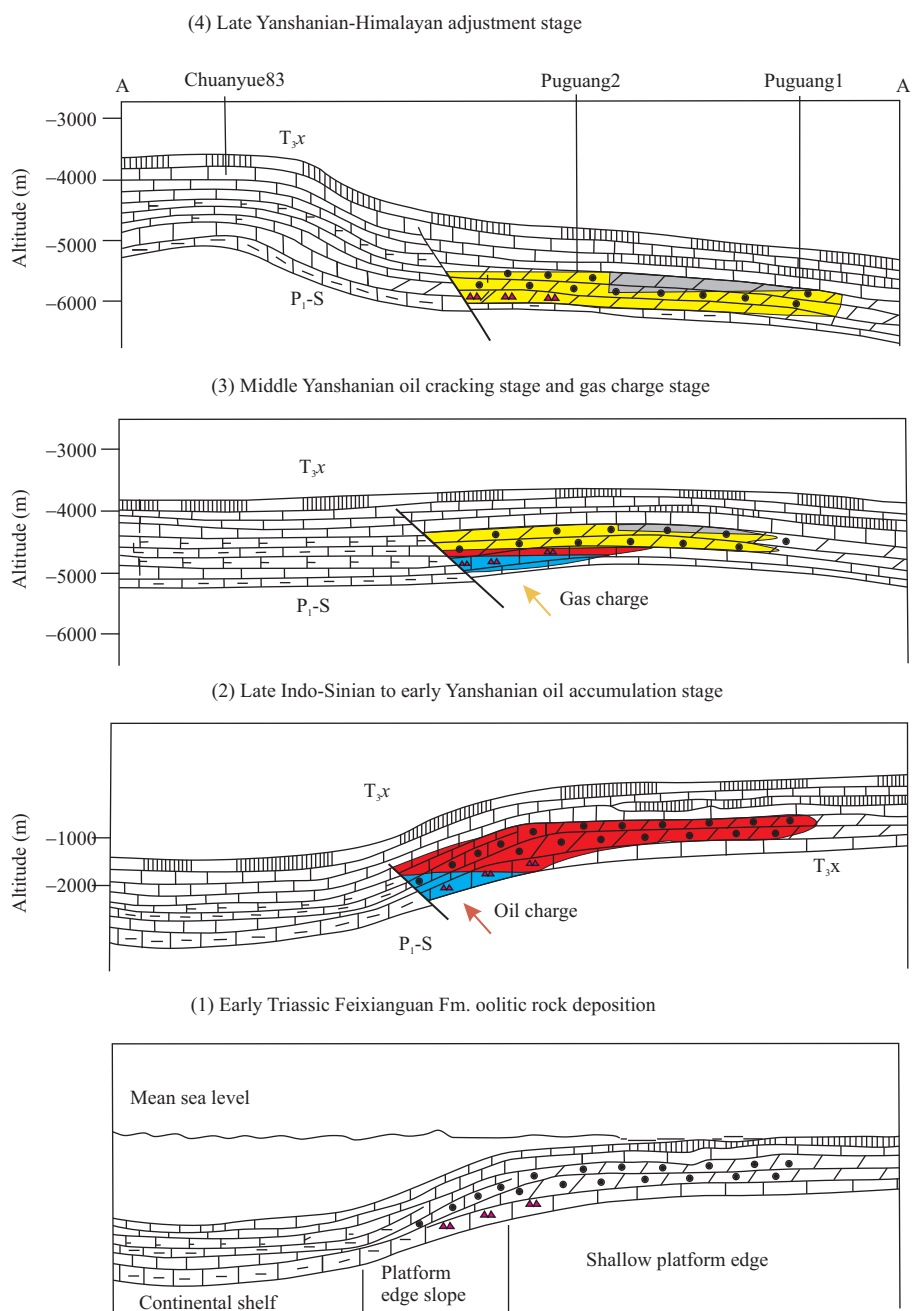 (4) Late Yanshanian-Himalayan adjustment stage
A Chuanyue83 Puguang2 Puguang1 A
T₃x
−3000
−4000
−5000
−6000
Altitude (m)
P₁-S
(3) Middle Yanshanian oil cracking stage and gas charge stage
T₃x
−3000
−4000
−5000
−6000
Altitude (m)
P₁-S
Gas charge
(2) Late Indo-Sinian to early Yanshanian oil accumulation stage
T₃x
−1000
−2000
Altitude (m)
T₃x
Oil charge
P₁-S
(1) Early Triassic Feixianguan Fm. oolitic rock deposition
Mean sea level
Shallow platform edge
Platform
edge slope
Continental shelf